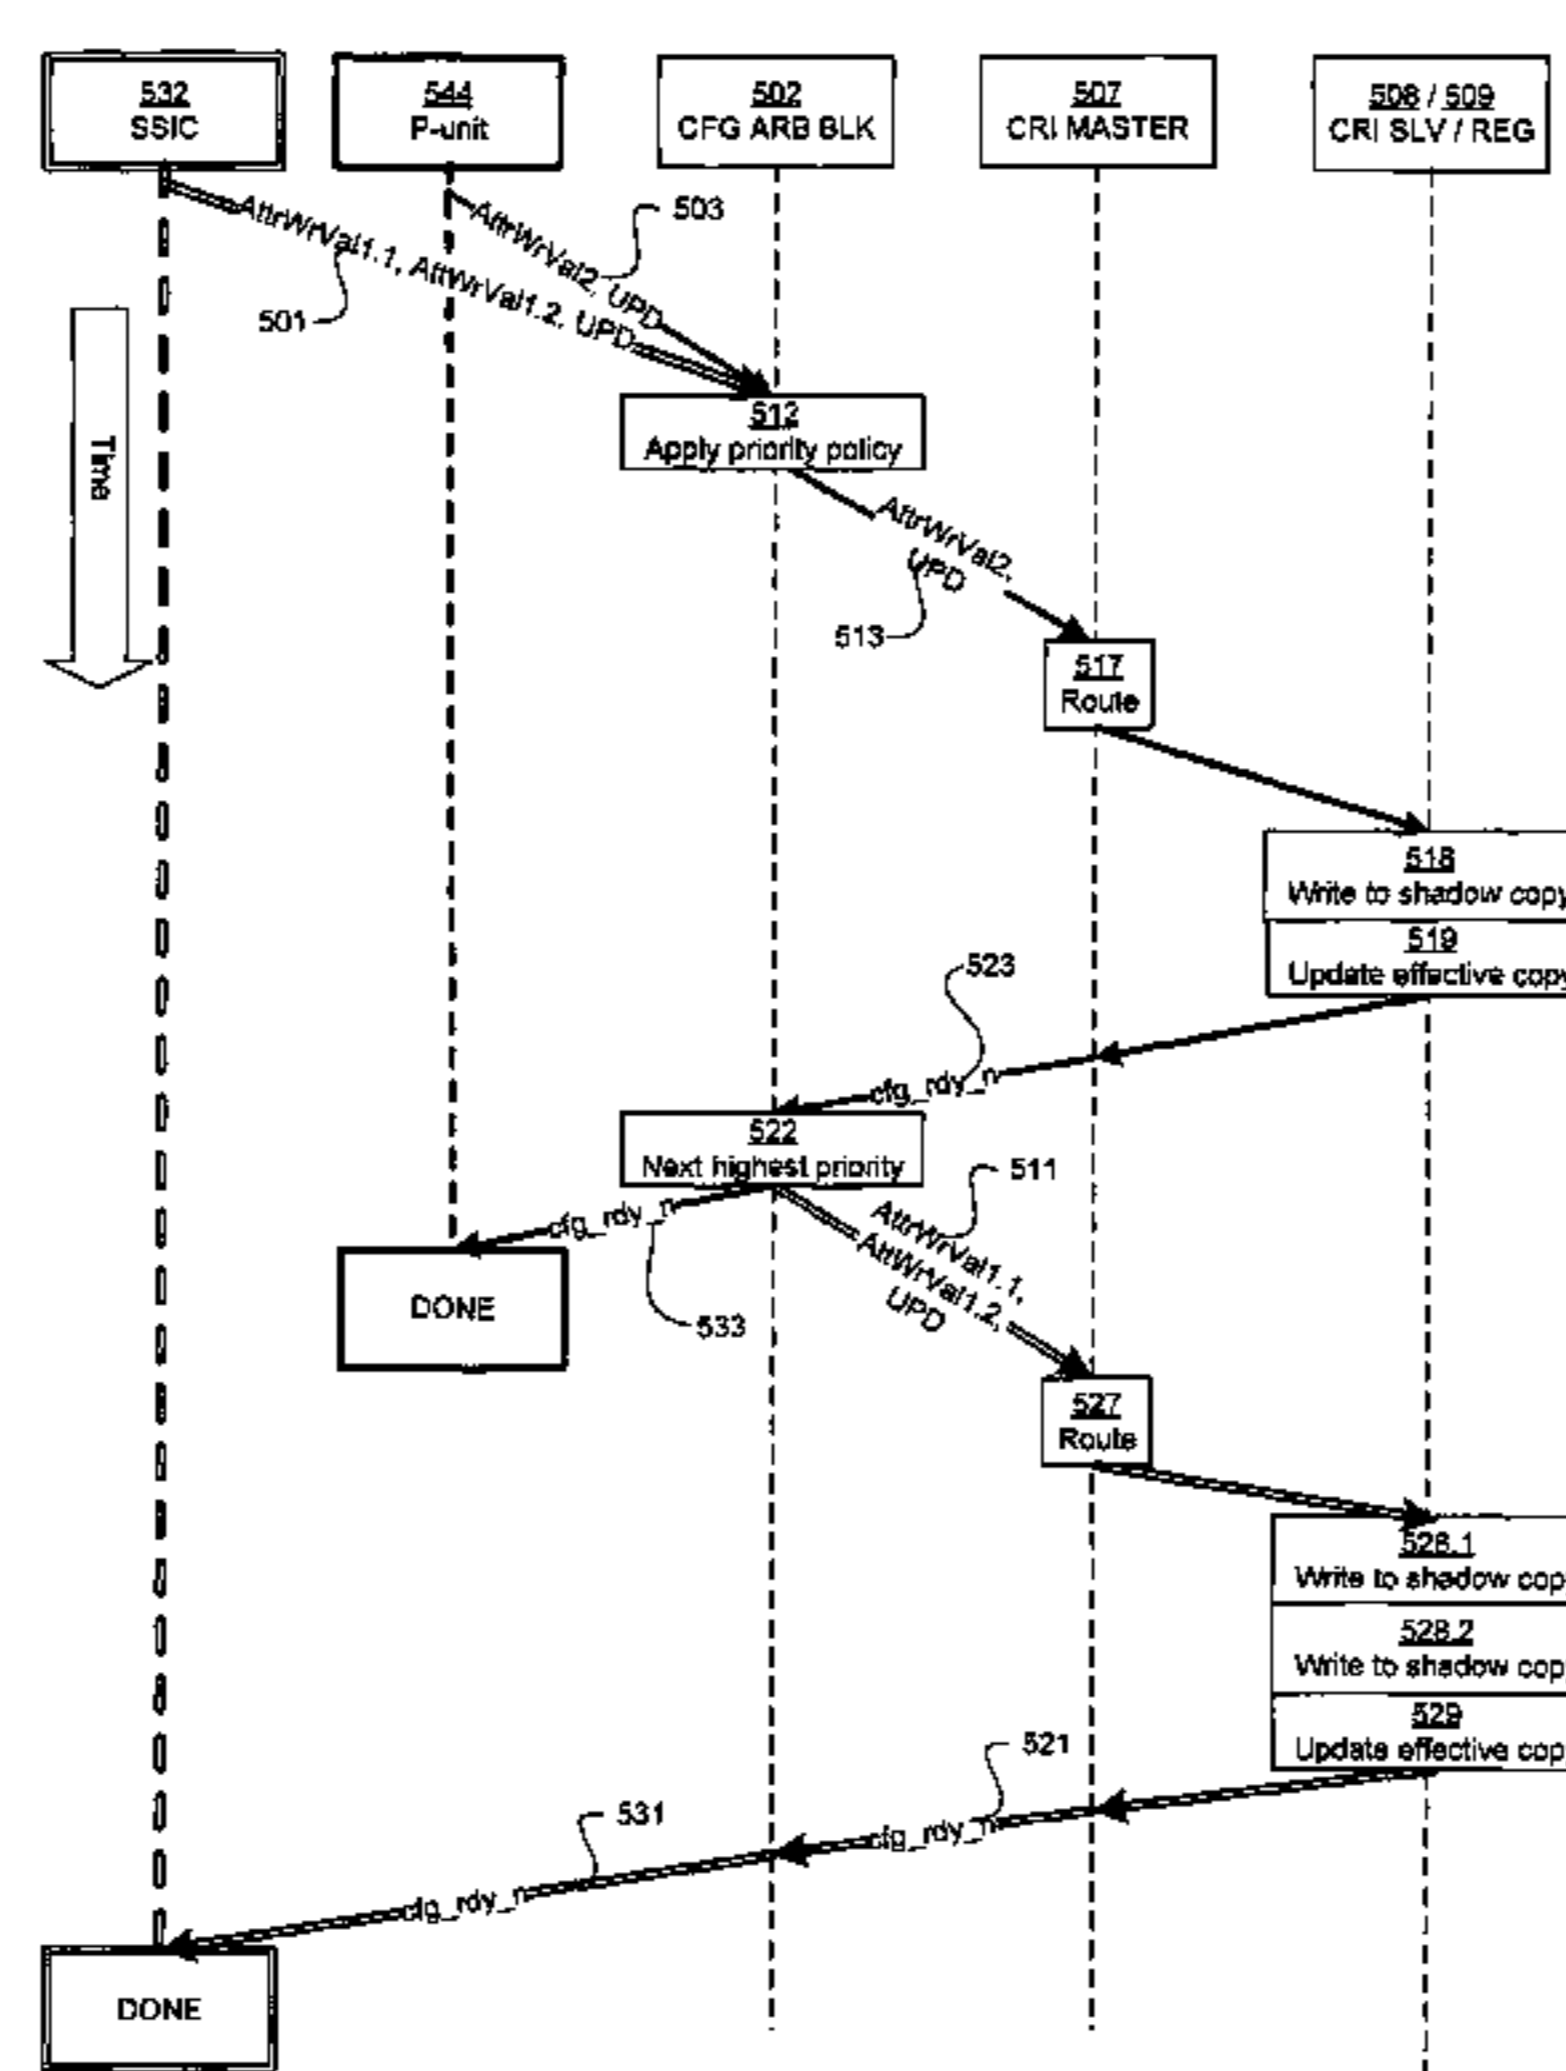 532
SSIC
544
P-unit
502
CFG ARB BLK
507
CRI MASTER
508 / 509
CRI SLV / REG
AttrWrVal1.1, AttWrVal1.2, UPD
501
AttrWrVal2, UPD
503
Time
512
Apply priority policy
AttrWrVal2,
UPD
513
517
Route
518
Write to shadow copy
519
Update effective copy
523
cfg_rdy_n
522
Next highest priority
511
cfg_rdy_n
533
AttrWrVal1.1,
AttWrVal1.2,
UPD
DONE
527
Route
528.1
Write to shadow cop
528.2
Write to shadow cop
529
Update effective cop
521
cfg_rdy_n
531
cfg_rdy_n
DONE